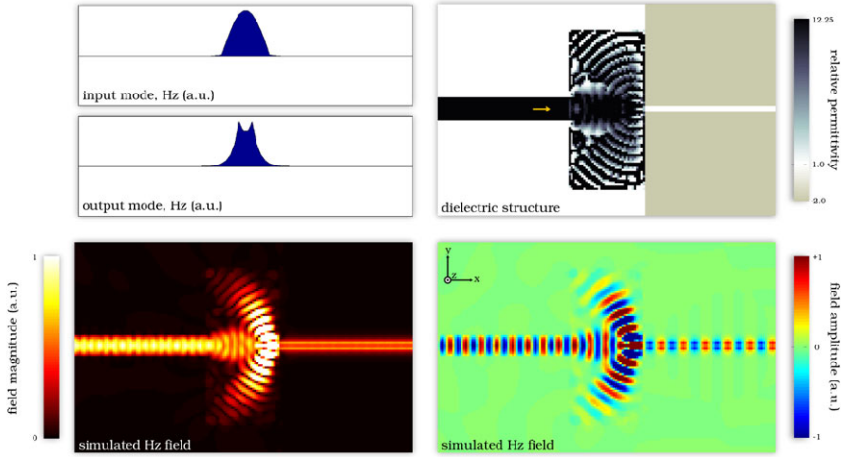 input mode, Hz (a.u.)
output mode, Hz (a.u.)
dielectric structure
12.25
1.0
2.0
relative permittivity
1
0
field magnitude (a.u.)
simulated Hz field
y
z
x
simulated Hz field
+1
0
-1
field amplitude (a.u.)